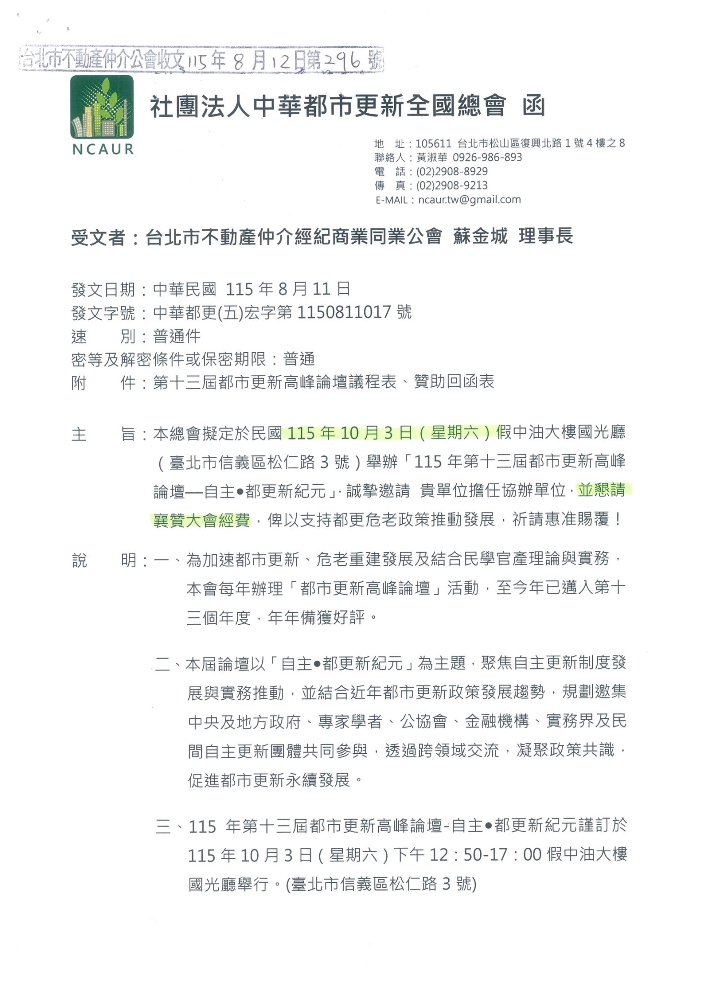 台北市不動產仲介公會收文115年8月12日第296號
社團法人中華都市更新全國總會 函
NCAUR
地 址：105611 台北市松山區復興北路1號4樓之8
聯絡人：黃淑華 0926-986-893
電 話：(02)2908-8929
傳 真：(02)2908-9213
E-MAIL：ncaur.tw@gmail.com
受文者：台北市不動產仲介經紀商業同業公會 蘇金城 理事長
發文日期：中華民國 115年8月11日
發文字號：中華都更(五)宏字第1150811017號
速 別：普通件
密等及解密條件或保密期限：普通
附 件：第十三屆都市更新高峰論壇議程表、贊助回函表
主 旨：本總會擬定於民國115年10月3日（星期六）假中油大樓國光廳
（臺北市信義區松仁路3號）舉辦「115年第十三屆都市更新高峰
論壇—自主●都更新紀元」，誠摯邀請 貴單位擔任協辦單位，並懇請
襄贊大會經費，俾以支持都更危老政策推動發展，祈請惠准賜覆！
說 明：一、為加速都市更新、危老重建發展及結合民學官產理論與實務，
本會每年辦理「都市更新高峰論壇」活動，至今年已邁入第十
三個年度，年年備獲好評。
二、本屆論壇以「自主●都更新紀元」為主題，聚焦自主更新制度發
展與實務推動，並結合近年都市更新政策發展趨勢，規劃邀集
中央及地方政府、專家學者、公協會、金融機構、實務界及民
間自主更新團體共同參與，透過跨領域交流，凝聚政策共識，
促進都市更新永續發展。
三、115 年第十三屆都市更新高峰論壇-自主●都更新紀元謹訂於
115年10月3日（星期六）下午12：50-17：00假中油大樓
國光廳舉行。(臺北市信義區松仁路3號)